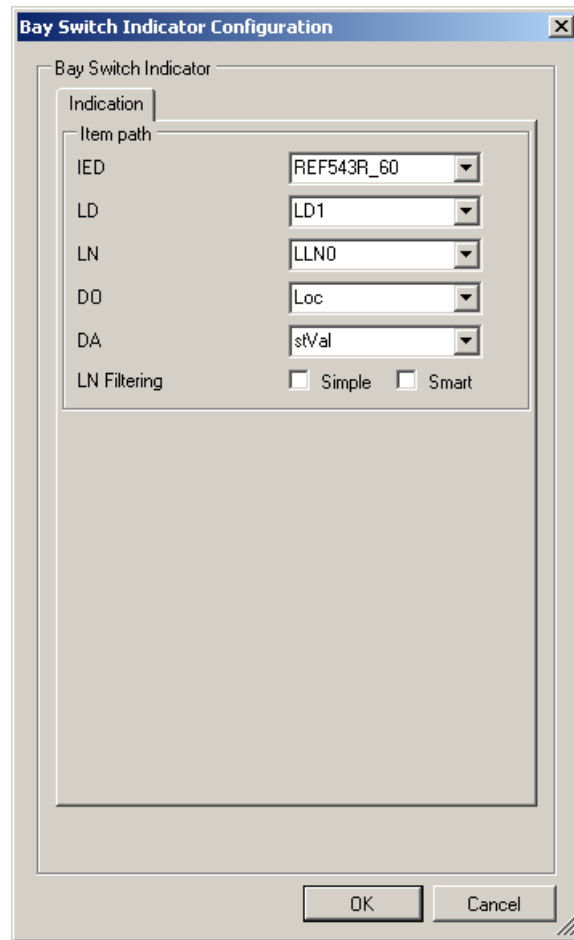 Bay Switch Indicator Configuration
Bay Switch Indicator
Indication
Item path
IED REF543R_60
LD LD1
LN LLN0
DO Loc
DA stVal
LN Filtering Simple Smart
OK Cancel